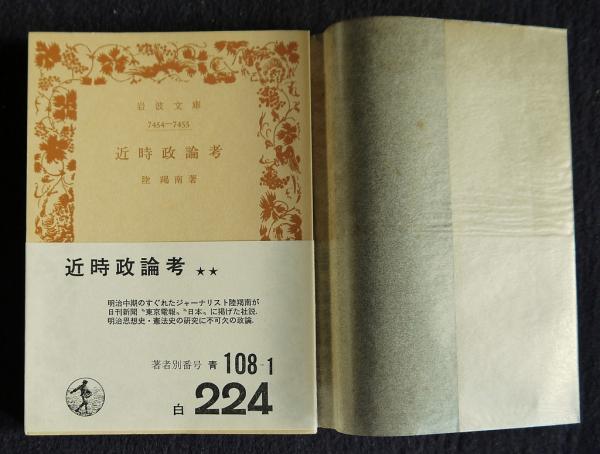 岩波文庫
7454—7455
近時政論考
陸羯南著
近時政論考 ★★
明治中期のすぐれたジャーナリスト陸羯南が
日刊新聞〝東京電報〟〝日本〟に掲げた社説.
明治思想史・憲法史の研究に不可欠の政論.
著者別番号 青 108-1
白 224